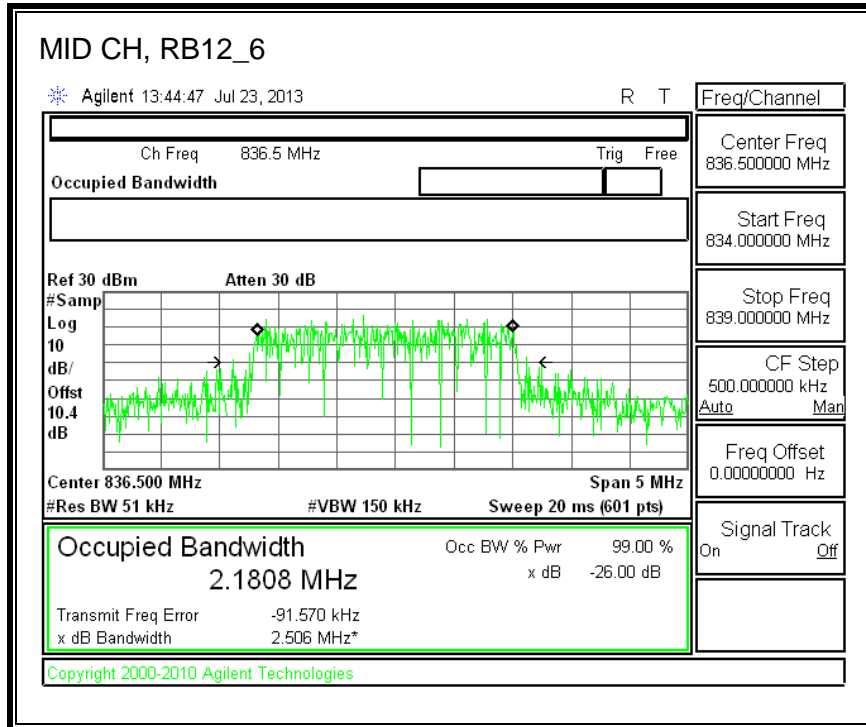 MID CH, RB12_6
Agilent 13:44:47 Jul 23, 2013 R T
Freq/Channel
Ch Freq 836.5 MHz Trig Free
Occupied Bandwidth
Center Freq
836.500000 MHz
Start Freq
834.000000 MHz
Stop Freq
839.000000 MHz
CF Step
500.000000 kHz
Auto Man
Freq Offset
0.00000000 Hz
Signal Track
On Off
Ref 30 dBm Atten 30 dB
#Samp
Log
10
dB/
Offst
10.4
dB
Center 836.500 MHz Span 5 MHz
#Res BW 51 kHz #VBW 150 kHz Sweep 20 ms (601 pts)
Occupied Bandwidth Occ BW % Pwr 99.00 %
2.1808 MHz x dB -26.00 dB
Transmit Freq Error -91.570 kHz
x dB Bandwidth 2.506 MHz*
Copyright 2000-2010 Agilent Technologies